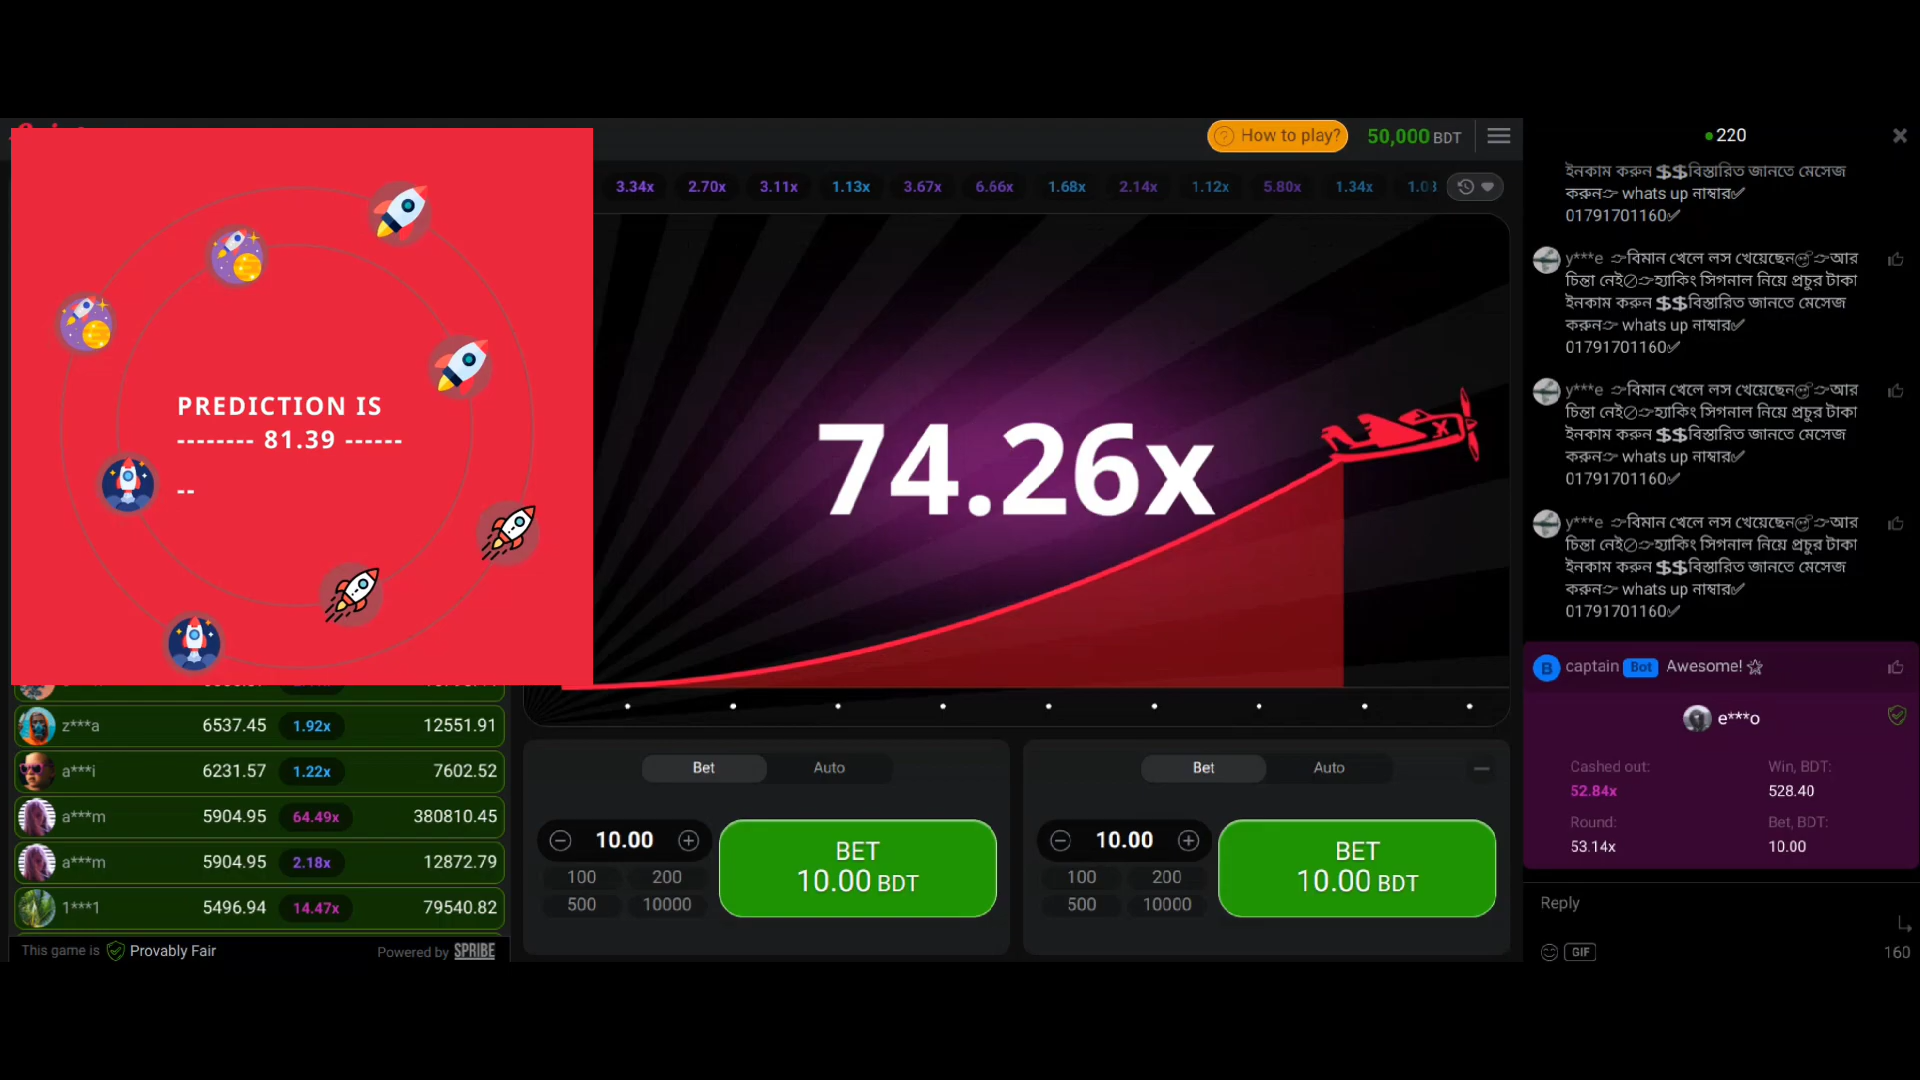 PREDICTION IS
-------- 81.39 ------
--
How to play?
50,000 BDT
3.34x 2.70x 3.11x 1.13x 3.67x 6.66x 1.68x 2.14x 1.12x 5.80x 1.34x
74.26x
z***a 6537.45 1.92x 12551.91
a***i 6231.57 1.22x 7602.52
a***m 5904.95 64.49x 380810.45
a***m 5904.95 2.18x 12872.79
1***1 5496.94 14.47x 79540.82
This game is Provably Fair
Powered by SPRIBE
Bet Auto
10.00
100 200
500 10000
BET
10.00 BDT
Bet Auto
10.00
100 200
500 10000
BET
10.00 BDT
220
ইনকাম করুন 💲💲বিস্তারিত জানতে মেসেজ
করুন👉 whats up নাম্বার✅
01791701160✅
y***e 👉বিমান খেলে লস খেয়েছেন😭👉আর
চিন্তা নেই🚫👉হ্যাকিং সিগনাল নিয়ে প্রচুর টাকা
ইনকাম করুন 💲💲বিস্তারিত জানতে মেসেজ
করুন👉 whats up নাম্বার✅
01791701160✅
y***e 👉বিমান খেলে লস খেয়েছেন😭👉আর
চিন্তা নেই🚫👉হ্যাকিং সিগনাল নিয়ে প্রচুর টাকা
ইনকাম করুন 💲💲বিস্তারিত জানতে মেসেজ
করুন👉 whats up নাম্বার✅
01791701160✅
y***e 👉বিমান খেলে লস খেয়েছেন😭👉আর
চিন্তা নেই🚫👉হ্যাকিং সিগনাল নিয়ে প্রচুর টাকা
ইনকাম করুন 💲💲বিস্তারিত জানতে মেসেজ
করুন👉 whats up নাম্বার✅
01791701160✅
B captain Bot Awesome!
e***o
Cashed out: Win, BDT:
52.84x 528.40
Round: Bet, BDT:
53.14x 10.00
Reply
GIF 160